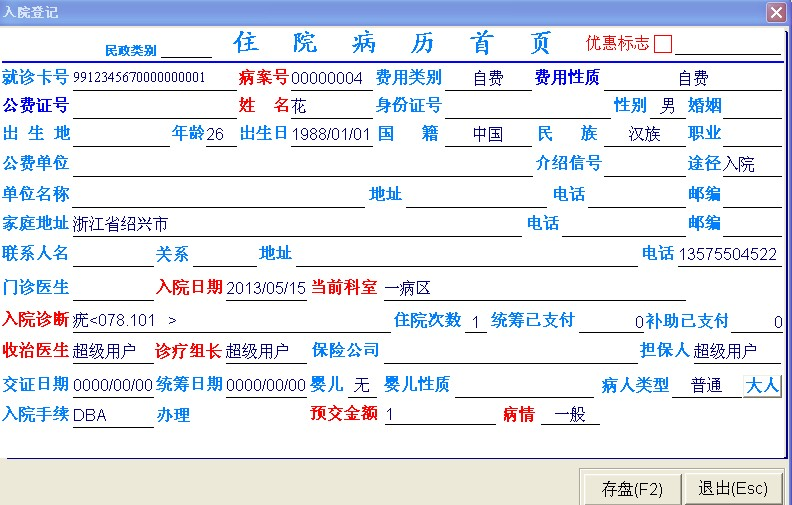 入院登记
民政类别 住院病历首页 优惠标志
就诊卡号 9912345670000000001 病案号 00000004 费用类别 自费 费用性质 自费
公费证号 姓 名 花 身份证号 性别 男 婚姻
出生地 年龄 26 出生日 1988/01/01 国 籍 中国 民 族 汉族 职业
公费单位 介绍信号 途径 入院
单位名称 地址 电话 邮编
家庭地址 浙江省绍兴市 电话 邮编
联系人名 关系 地址 电话 13575504522
门诊医生 入院日期 2013/05/15 当前科室 一病区
入院诊断 疣<078.101 > 住院次数 1 统筹已支付 0 补助已支付 0
收治医生 超级用户 诊疗组长 超级用户 保险公司 担保人 超级用户
交证日期 0000/00/00 统筹日期 0000/00/00 婴儿 无 婴儿性质 病人类型 普通 大人
入院手续 DBA 办理 预交金额 1 病情 一般
存盘(F2) 退出(Esc)